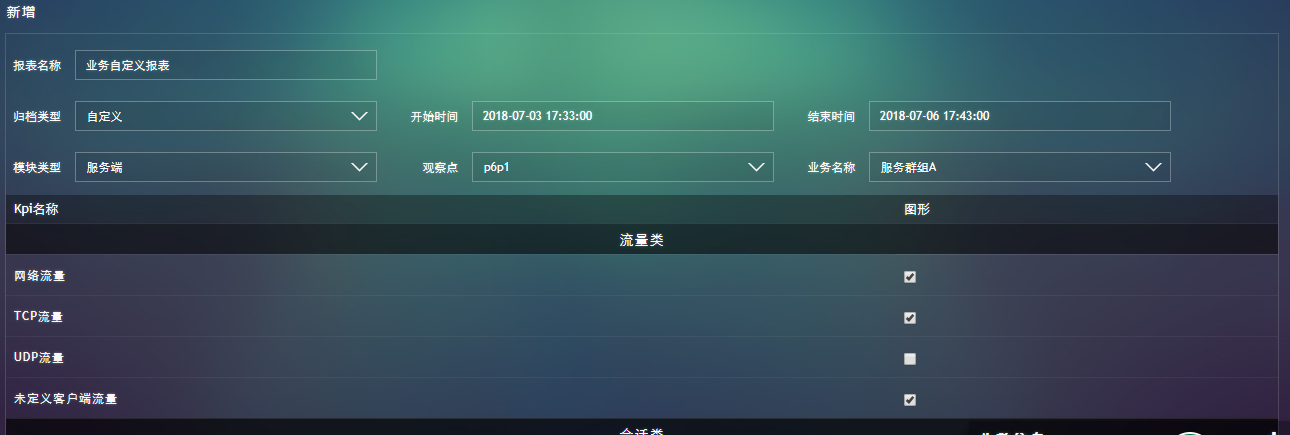 新增
报表名称 业务自定义报表
归档类型 自定义 开始时间 2018-07-03 17:33:00 结束时间 2018-07-06 17:43:00
模块类型 服务端 观察点 p6p1 业务名称 服务群组A
Kpi名称 图形
流量类
网络流量
TCP流量
UDP流量
未定义客户端流量
会话类